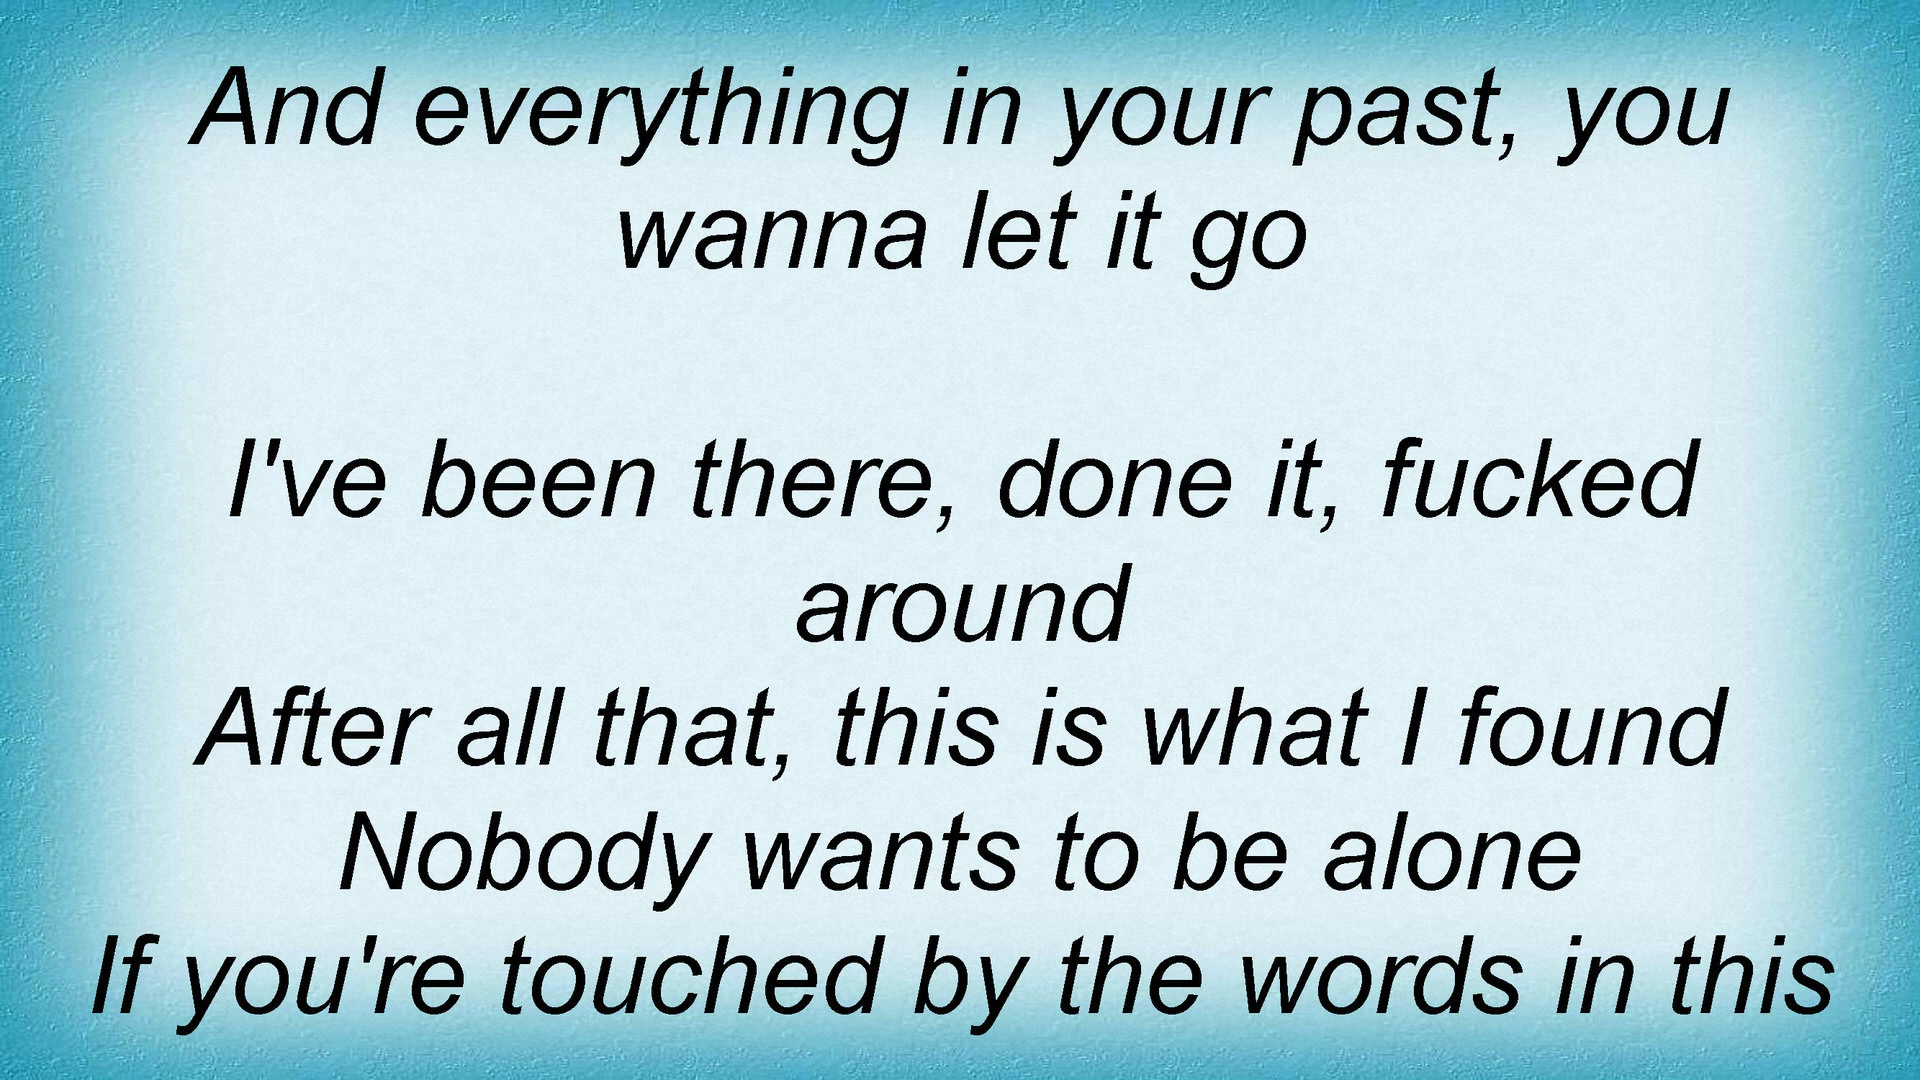 And everything in your past, you
wanna let it go
I've been there, done it, fucked
around
After all that, this is what I found
Nobody wants to be alone
If you're touched by the words in this